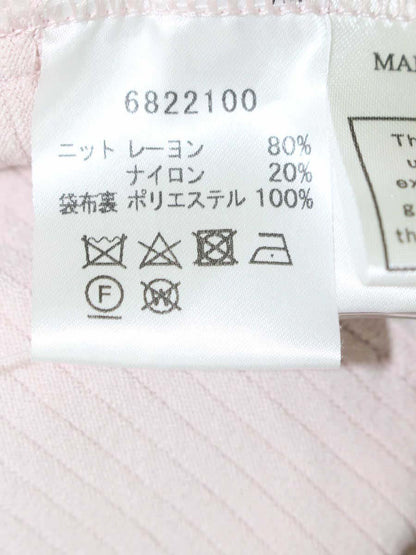 6822100
ニット レーヨン 80%
ナイロン 20%
袋布裏 ポリエステル 100%
F
W
MA
Th
u
ex
g
the